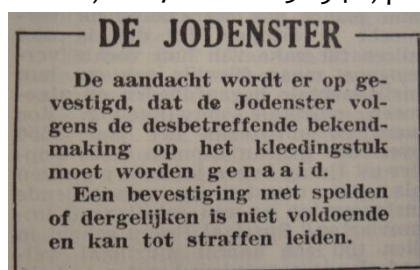 DE JODENSTER
De aandacht wordt er op ge-
vestigd, dat de Jodenster vol-
gens de desbetreffende bekend-
making op het kleedingstuk
moet worden genaaid.
Een bevestiging met spelden
of dergelijken is niet voldoende
en kan tot straffen leiden.